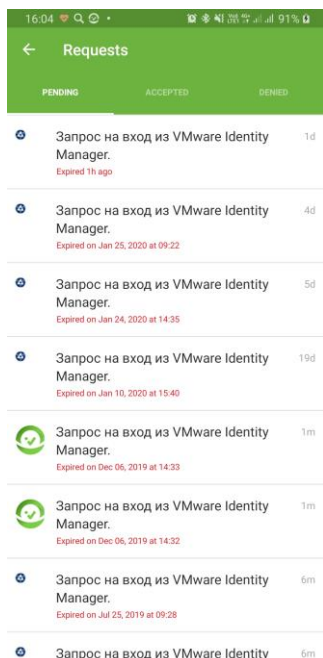 16:04 91%
Requests
PENDING ACCEPTED DENIED
Запрос на вход из VMware Identity 1d
Manager.
Expired 1h ago
Запрос на вход из VMware Identity 4d
Manager.
Expired on Jan 25, 2020 at 09:22
Запрос на вход из VMware Identity 5d
Manager.
Expired on Jan 24, 2020 at 14:35
Запрос на вход из VMware Identity 19d
Manager.
Expired on Jan 10, 2020 at 15:40
Запрос на вход из VMware Identity 1m
Manager.
Expired on Dec 06, 2019 at 14:33
Запрос на вход из VMware Identity 1m
Manager.
Expired on Dec 06, 2019 at 14:32
Запрос на вход из VMware Identity 6m
Manager.
Expired on Jul 25, 2019 at 09:28
Запрос на вход из VMware Identity 6m